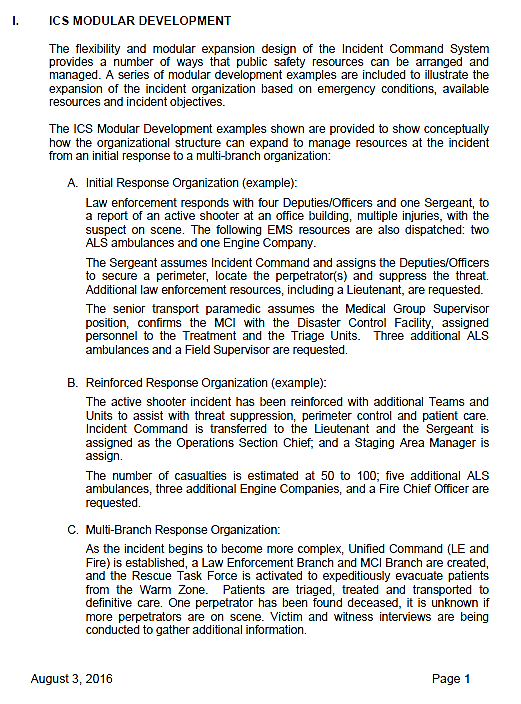 I. ICS MODULAR DEVELOPMENT
The flexibility and modular expansion design of the Incident Command System
provides a number of ways that public safety resources can be arranged and
managed. A series of modular development examples are included to illustrate the
expansion of the incident organization based on emergency conditions, available
resources and incident objectives.
The ICS Modular Development examples shown are provided to show conceptually
how the organizational structure can expand to manage resources at the incident
from an initial response to a multi-branch organization:
A. Initial Response Organization (example):
Law enforcement responds with four Deputies/Officers and one Sergeant, to
a report of an active shooter at an office building, multiple injuries, with the
suspect on scene. The following EMS resources are also dispatched: two
ALS ambulances and one Engine Company.
The Sergeant assumes Incident Command and assigns the Deputies/Officers
to secure a perimeter, locate the perpetrator(s) and suppress the threat.
Additional law enforcement resources, including a Lieutenant, are requested.
The senior transport paramedic assumes the Medical Group Supervisor
position, confirms the MCI with the Disaster Control Facility, assigned
personnel to the Treatment and the Triage Units. Three additional ALS
ambulances and a Field Supervisor are requested.
B. Reinforced Response Organization (example):
The active shooter incident has been reinforced with additional Teams and
Units to assist with threat suppression, perimeter control and patient care.
Incident Command is transferred to the Lieutenant and the Sergeant is
assigned as the Operations Section Chief; and a Staging Area Manager is
assign.
The number of casualties is estimated at 50 to 100; five additional ALS
ambulances, three additional Engine Companies, and a Fire Chief Officer are
requested.
C. Multi-Branch Response Organization:
As the incident begins to become more complex, Unified Command (LE and
Fire) is established, a Law Enforcement Branch and MCI Branch are created,
and the Rescue Task Force is activated to expeditiously evacuate patients
from the Warm Zone. Patients are triaged, treated and transported to
definitive care. One perpetrator has been found deceased, it is unknown if
more perpetrators are on scene. Victim and witness interviews are being
conducted to gather additional information.
August 3, 2016 Page 1